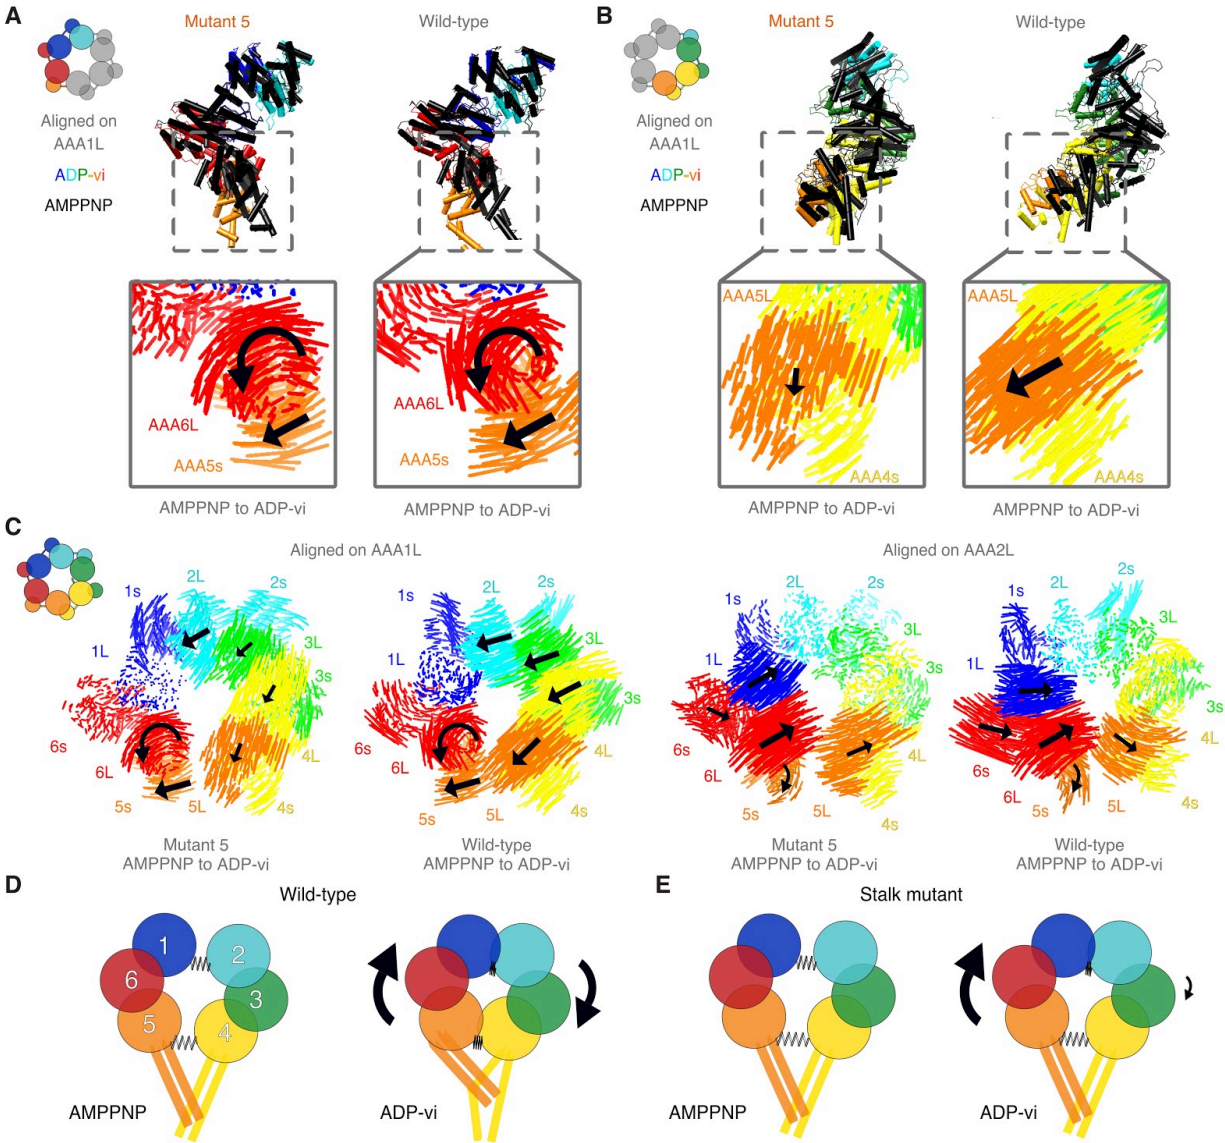 A
Mutant 5
Wild-type
Aligned on
AAA1L
ADP-vi
AMPPNP
AAA6L
AAA5s
AMPPNP to ADP-vi
AAA6L
AAA5s
AMPPNP to ADP-vi
B
Mutant 5
Wild-type
Aligned on
AAA1L
ADP-vi
AMPPNP
AAA5L
AAA4s
AMPPNP to ADP-vi
AAA5L
AAA4s
AMPPNP to ADP-vi
C
Aligned on AAA1L
1s
2L
2s
1L
3L
3s
6s
6L
4L
5s
5L
4s
Mutant 5
AMPPNP to ADP-vi
1s
2L
2s
3L
1L
3s
6s
4L
6L
5s
5L
4s
Wild-type
AMPPNP to ADP-vi
Aligned on AAA2L
2L
2s
1s
3L
1L
3s
6s
4L
6L
5s
5L
4s
Mutant 5
AMPPNP to ADP-vi
2L
2s
1s
3L
1L
3s
6s
4L
6L
5s
5L
4s
Wild-type
AMPPNP to ADP-vi
D
Wild-type
1
2
6
3
5
4
AMPPNP
ADP-vi
E
Stalk mutant
AMPPNP
ADP-vi